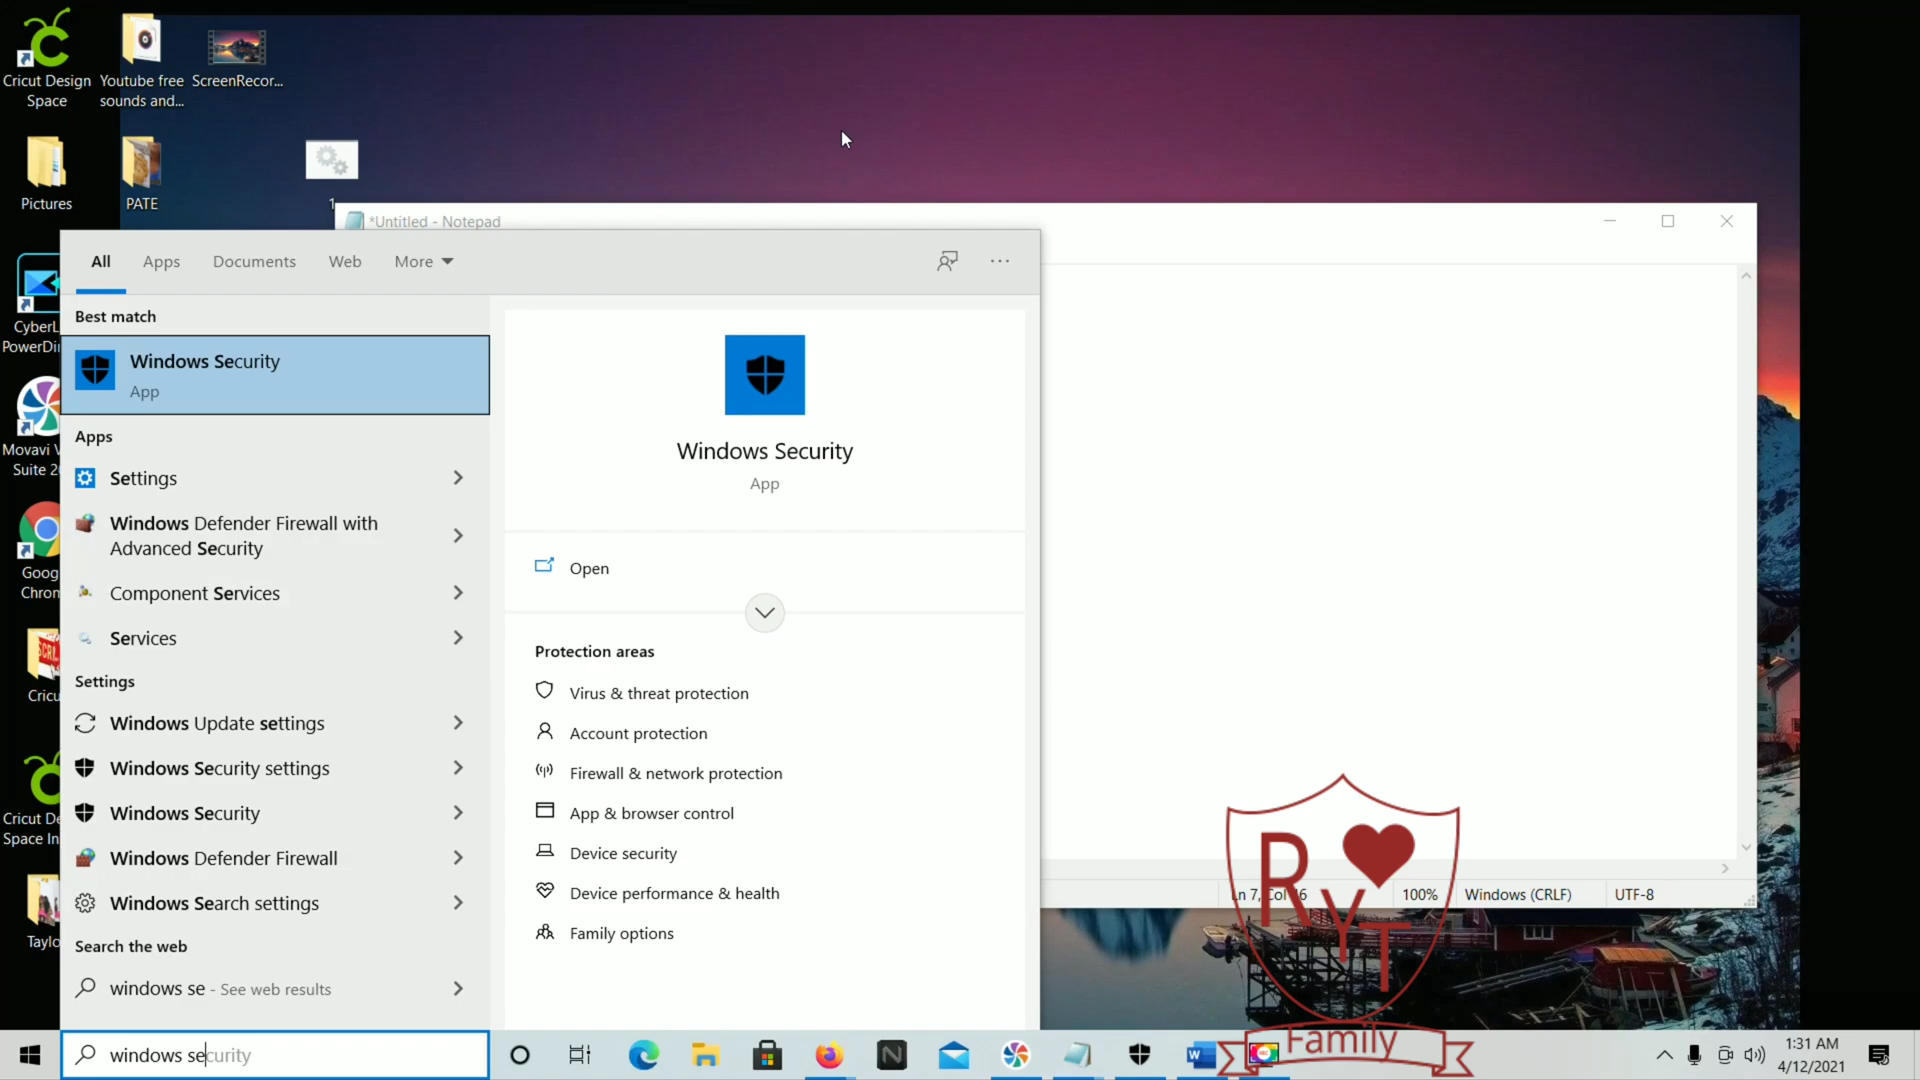 Cricut Design
Space
Youtube free
sounds and...
ScreenRecor...
Pictures
PATE
1
*Untitled - Notepad
CyberL
PowerDi
Movavi V
Suite 2
Goog
Chron
Cricu
Cricut De
Space In
Taylo
All
Apps
Documents
Web
More
Best match
Windows Security
App
Apps
Settings
Windows Defender Firewall with
Advanced Security
Component Services
Services
Settings
Windows Update settings
Windows Security settings
Windows Security
Windows Defender Firewall
Windows Search settings
Search the web
windows se - See web results
windows security
Windows Security
App
Open
Protection areas
Virus & threat protection
Account protection
Firewall & network protection
App & browser control
Device security
Device performance & health
Family options
Ln 7, Col 16
100%
Windows (CRLF)
UTF-8
R Y T
Family
1:31 AM
4/12/2021